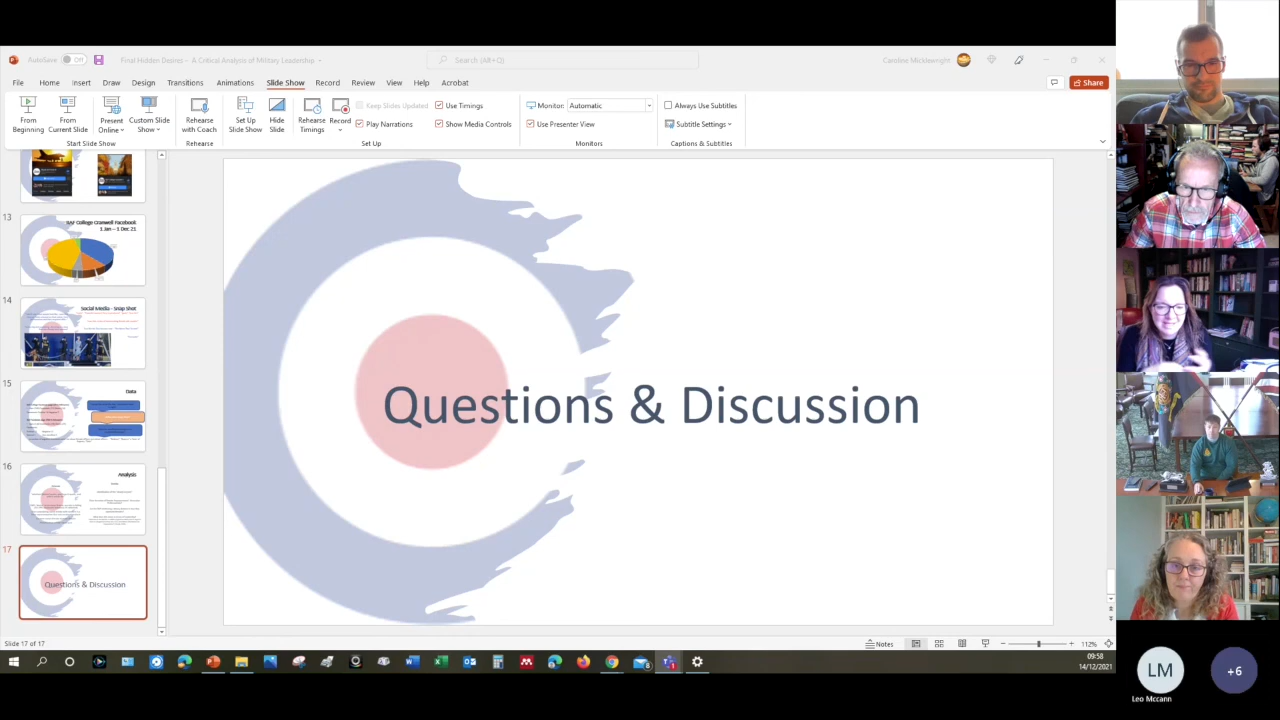 AutoSave
Off
Final Hidden Desires – A Critical Analysis of Military Leadership
Search (Alt+Q)
Caroline Micklewright
File Home Insert Draw Design Transitions Animations Slide Show Record Review View Help Acrobat
Share
From Beginning
From Current Slide
Present Online
Custom Slide Show
Start Slide Show
Rehearse with Coach
Rehearse
Set Up Slide Show
Hide Slide
Rehearse Timings
Record
Keep Slides Updated
Play Narrations
Use Timings
Show Media Controls
Set Up
Monitor: Automatic
Use Presenter View
Monitors
Always Use Subtitles
Subtitle Settings
Captions & Subtitles
13
RAF College Cranwell Facebook
1 Jan – 1 Dec 21
14
Social Media - Snap Shot
15
Data
16
Analysis
17
Questions & Discussion
Questions & Discussion
Slide 17 of 17
Notes
112%
09:58
14/12/2021
LM
Leo Mccann
+6